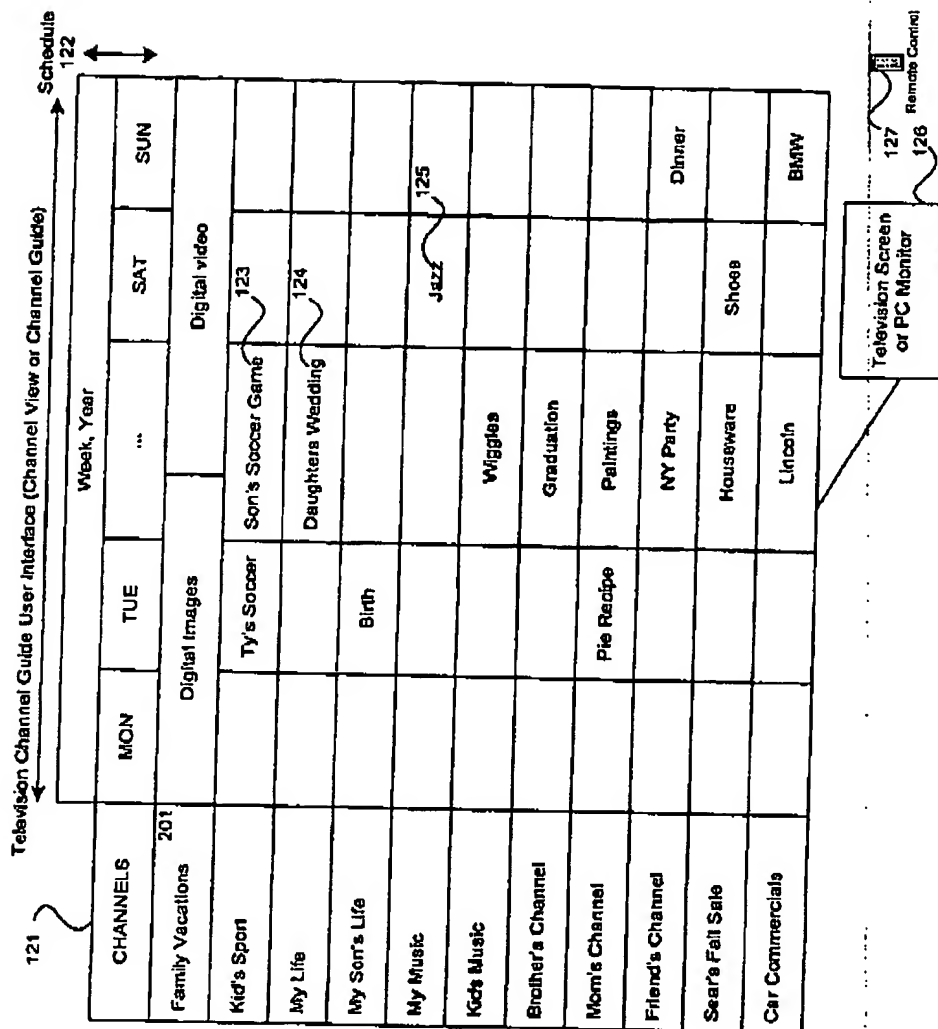 Television Channel Guide User Interface (Channel View or Channel Guide)
Schedule
122
121
Week, Year
CHANNELS MON TUE ... SAT SUN
Family Vacations 201 Digital Images Digital video
Kid's Sport Ty's Soccer Son's Soccer Game 123
My Life Daughters Wedding 124
My Son's Life Birth
My Music Jazz 125
Kid's Music Wiggles
Brother's Channel Graduation
Mom's Channel Pie Recipe Paintings
Friend's Channel NY Party Dinner
Sear's Fall Sale Houseware Shoes
Car Commercials Lincoln BMW
Television Screen
or PC Monitor
126
127
Remote Control